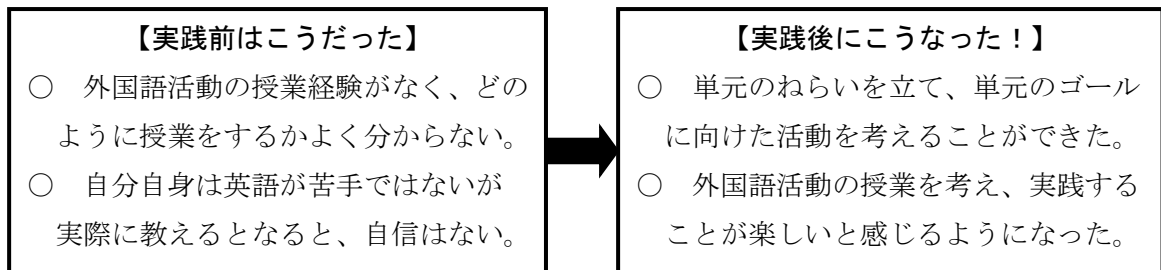 【実践前はこうだった】
○　外国語活動の授業経験がなく、どの
ように授業をするかよく分からない。
○　自分自身は英語が苦手ではないが
実際に教えるとなると、自信はない。
【実践後にこうなった！】
○　単元のねらいを立て、単元のゴール
に向けた活動を考えることができた。
○　外国語活動の授業を考え、実践する
ことが楽しいと感じるようになった。